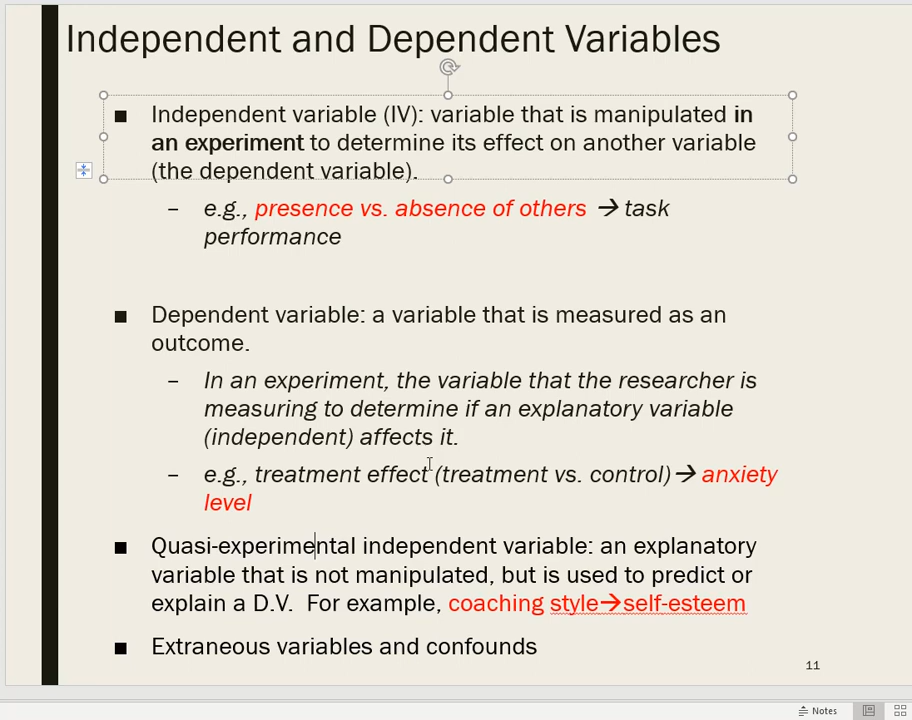 Independent and Dependent Variables
■ Independent variable (IV): variable that is manipulated in
an experiment to determine its effect on another variable
(the dependent variable).
– e.g., presence vs. absence of others → task
performance
■ Dependent variable: a variable that is measured as an
outcome.
– In an experiment, the variable that the researcher is
measuring to determine if an explanatory variable
(independent) affects it.
– e.g., treatment effect (treatment vs. control)→ anxiety
level
■ Quasi-experimental independent variable: an explanatory
variable that is not manipulated, but is used to predict or
explain a D.V.  For example, coaching style→self-esteem
■ Extraneous variables and confounds
11
Notes